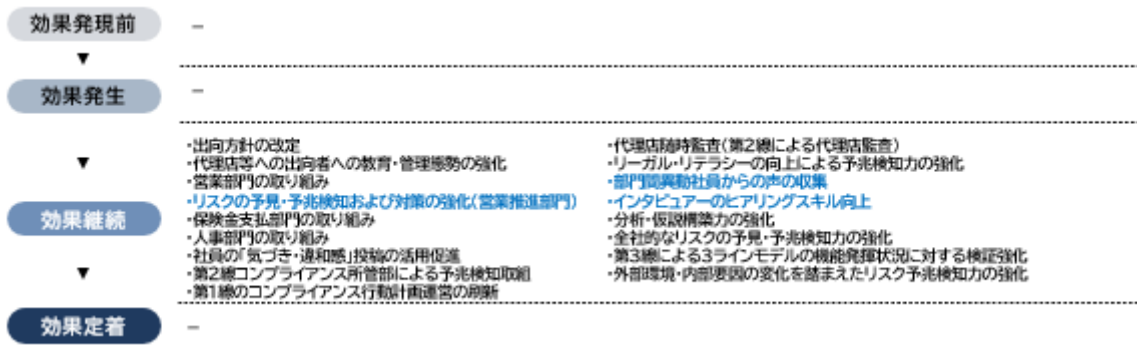 効果発現前
–
▼
効果発生
–
▼
効果継続
・出向方針の改定
・代理店等への出向者への教育・管理態勢の強化
・営業部門の取り組み
・リスクの予見・予兆検知および対策の強化(営業推進部門)
・保険金支払部門の取り組み
・人事部門の取り組み
・社員の「気づき・違和感」投稿の活用促進
・第2線コンプライアンス所管部による予兆検知取組
・第1線のコンプライアンス行動計画運営の刷新
・代理店随時監査(第2線による代理店監査)
・リーガル・リテラシーの向上による予兆検知力の強化
・部門間異動社員からの声の収集
・インタビュアーのヒアリングスキル向上
・分析・仮説構築力の強化
・全社的なリスクの予見・予兆検知力の強化
・第3線による3ラインモデルの機能発揮状況に対する検証強化
・外部環境・内部要因の変化を踏まえたリスク予兆検知力の強化
▼
効果定着
–